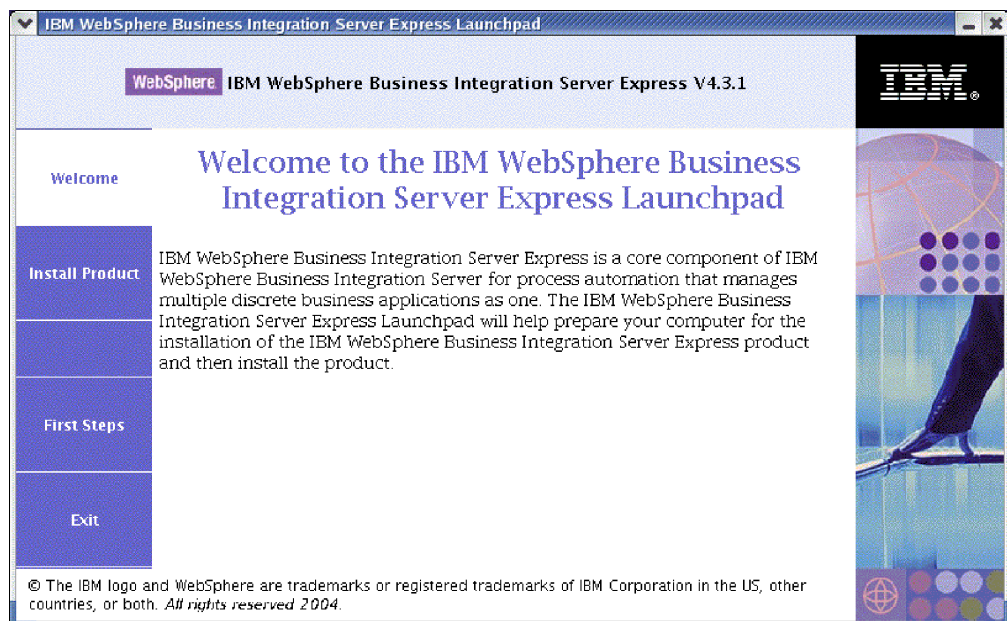 IBM WebSphere Business Integration Server Express Launchpad
WebSphere. IBM WebSphere Business Integration Server Express V4.3.1
IBM®
Welcome
Welcome to the IBM WebSphere Business
Integration Server Express Launchpad
Install Product
IBM WebSphere Business Integration Server Express is a core component of IBM
WebSphere Business Integration Server for process automation that manages
multiple discrete business applications as one. The IBM WebSphere Business
Integration Server Express Launchpad will help prepare your computer for the
installation of the IBM WebSphere Business Integration Server Express product
and then install the product.
First Steps
Exit
© The IBM logo and WebSphere are trademarks or registered trademarks of IBM Corporation in the US, other
countries, or both. All rights reserved 2004.